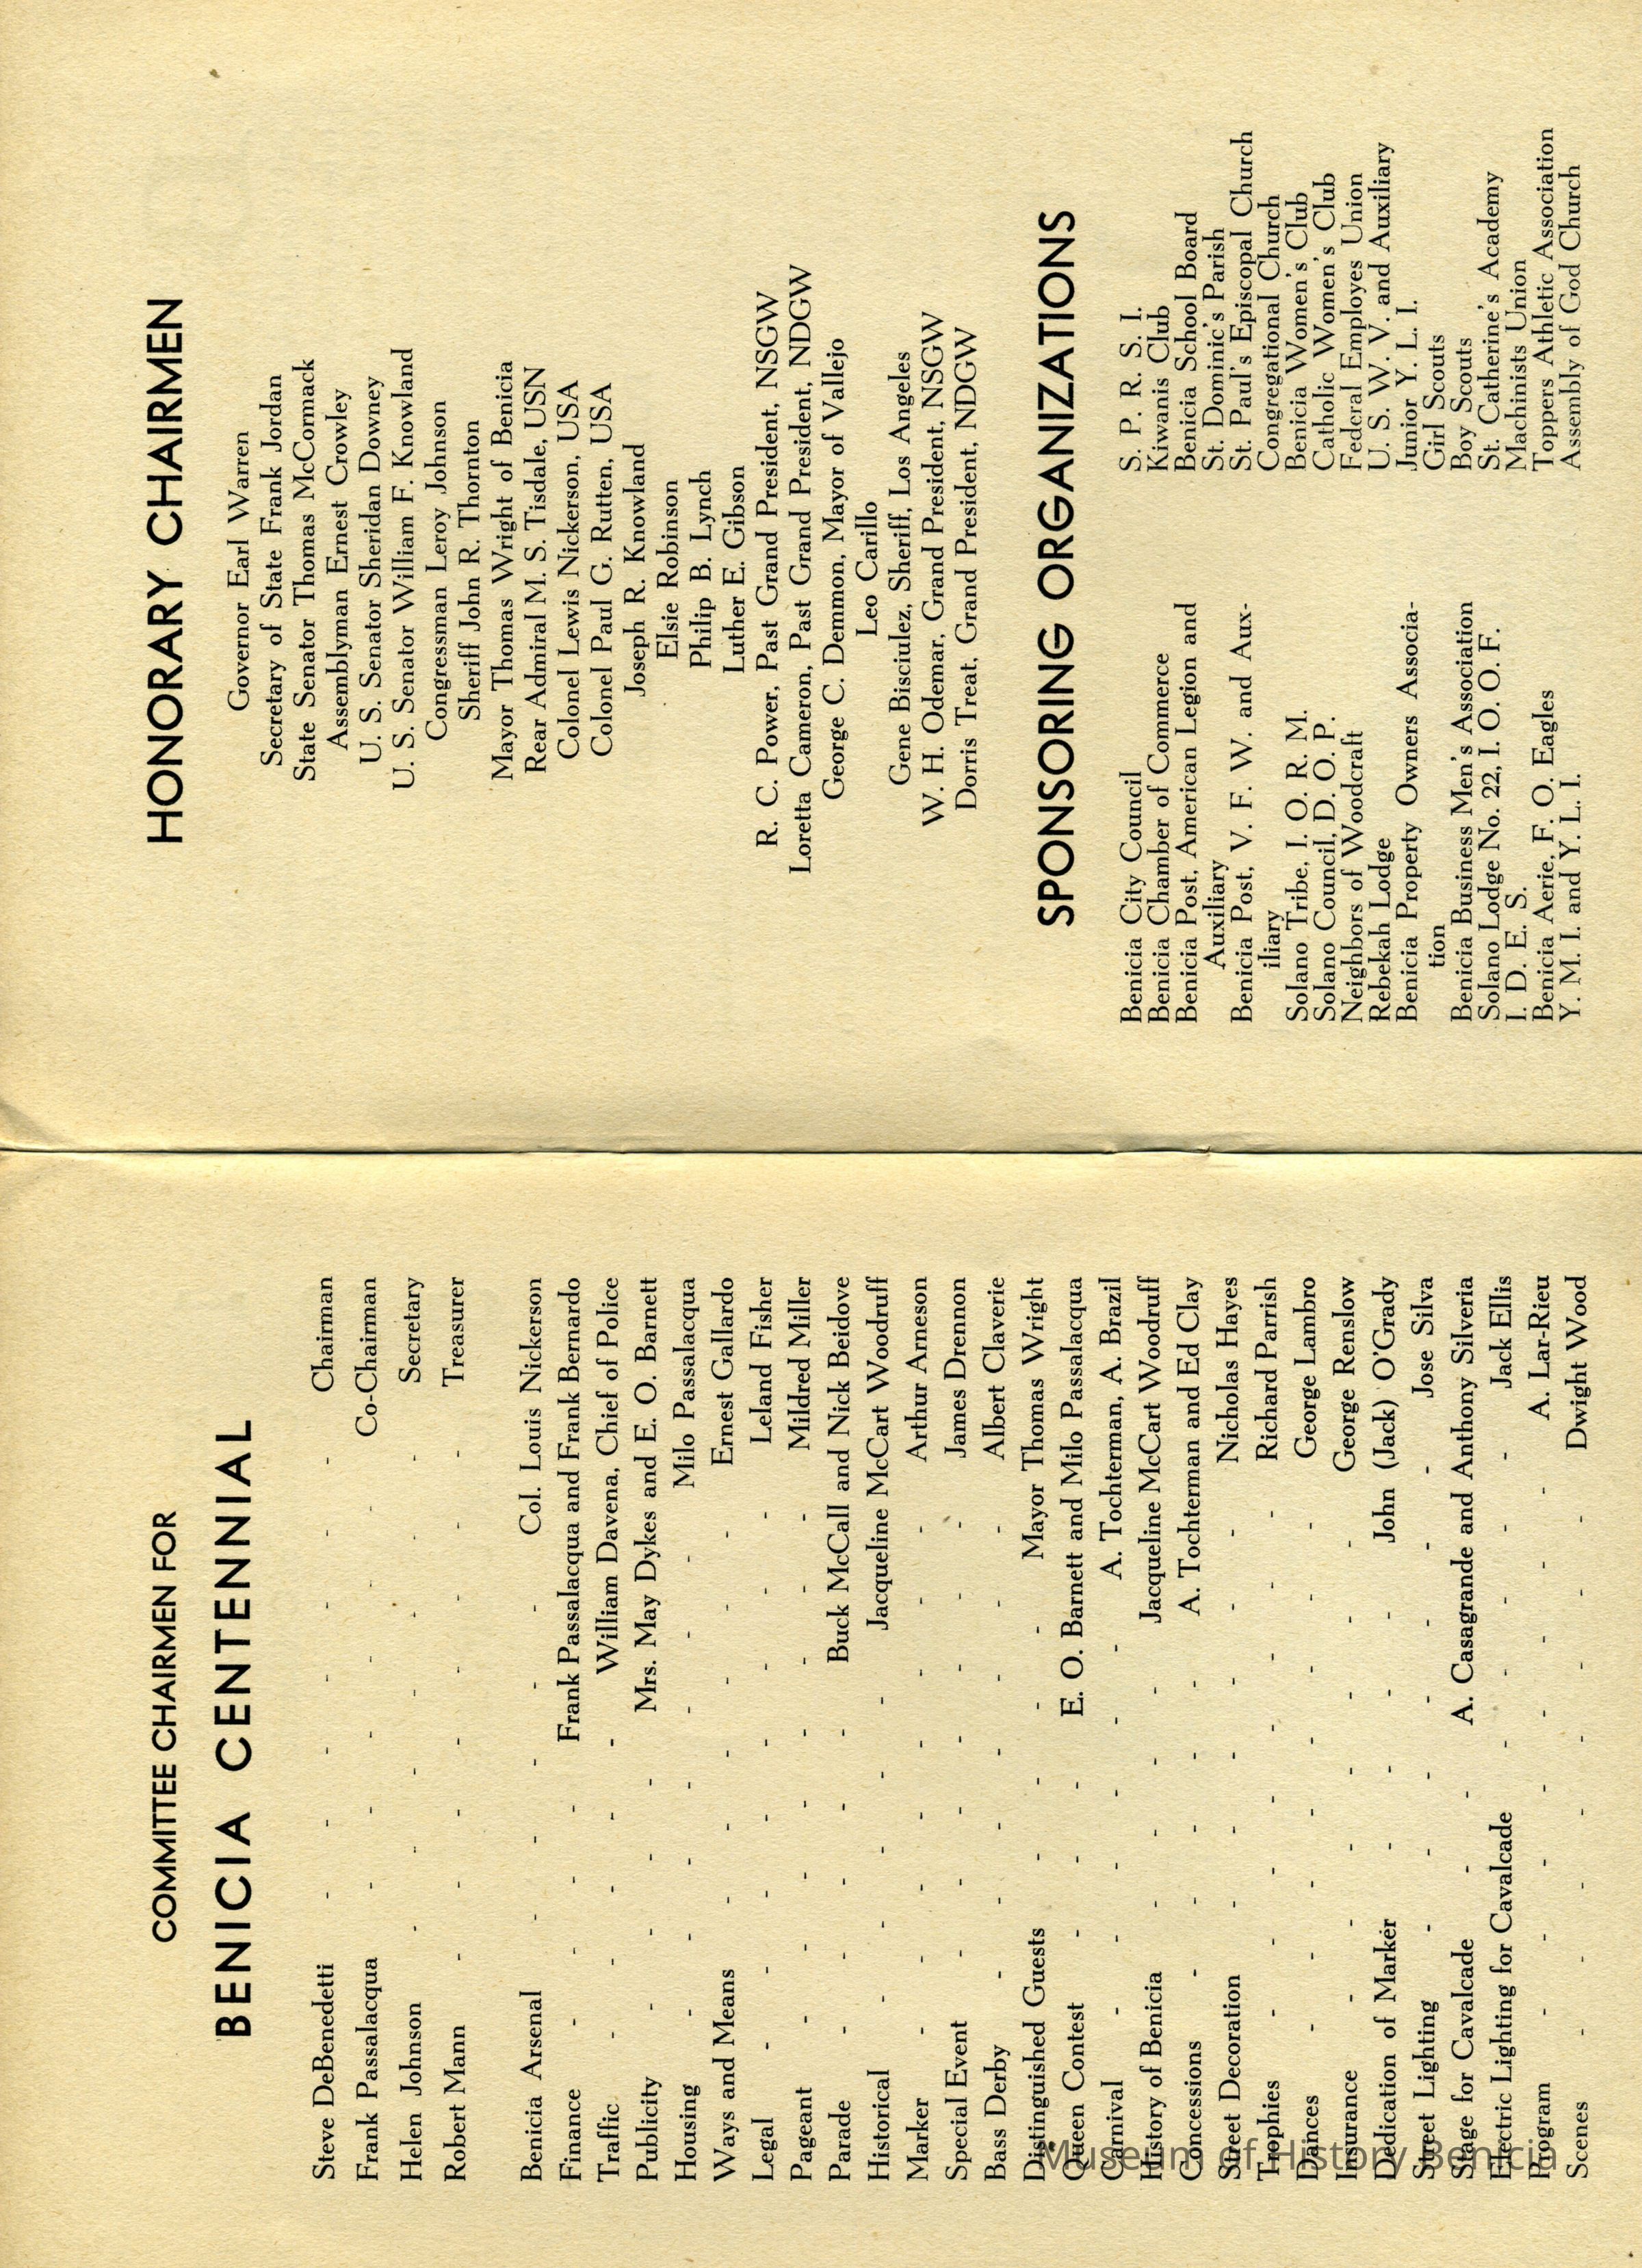 COMMITTEE CHAIRMEN FOR
BENICIA CENTENNIAL
Steve DeBenedetti - - - - - - - Chairman
Frank Passalacqua - - - - - - Co-Chairman
Helen Johnson - - - - - - - Secretary
Robert Mann - - - - - - - - Treasurer
Benicia Arsenal - - - - - Col. Louis Nickerson
Finance - - - - Frank Passalacqua and Frank Bernardo
Traffic - - - - - William Davena, Chief of Police
Publicity - - - - Mrs. May Dykes and E. O. Barnett
Housing - - - - - - - - Milo Passalacqua
Ways and Means - - - - - - Ernest Gallardo
Legal - - - - - - - - Leland Fisher
Pageant - - - - - - - - Mildred Miller
Parade - - - - - Buck McCall and Nick Beidove
Historical - - - - - Jacqueline McCart Woodruff
Marker - - - - - - - - Arthur Arneson
Special Event - - - - - - - James Drennon
Bass Derby - - - - - - - Albert Claverie
Distinguished Guests - - - - Mayor Thomas Wright
Queen Contest - - - E. O. Barnett and Milo Passalacqua
Carnival - - - - - - A. Tochterman, A. Brazil
History of Benicia - - - - Jacqueline McCart Woodruff
Concessions - - - - - A. Tochterman and Ed Clay
Street Decoration - - - - - - Nicholas Hayes
Trophies - - - - - - - - Richard Parrish
Dances - - - - - - - - George Lambro
Insurance - - - - - - - George Renslow
Dedication of Marker - - - - - John (Jack) O'Grady
Street Lighting - - - - - - - Jose Silva
Stage for Cavalcade - - A. Casagrande and Anthony Silveria
Electric Lighting for Cavalcade - - - - - Jack Ellis
Program - - - - - - - - A. Lar-Rieu
Scenes - - - - - - - - Dwight Wood
HONORARY CHAIRMEN
Governor Earl Warren
Secretary of State Frank Jordan
State Senator Thomas McCormack
Assemblyman Ernest Crowley
U. S. Senator Sheridan Downey
U. S. Senator William F. Knowland
Congressman Leroy Johnson
Sheriff John R. Thornton
Mayor Thomas Wright of Benicia
Rear Admiral M. S. Tisdale, USN
Colonel Lewis Nickerson, USA
Colonel Paul G. Rutten, USA
Joseph R. Knowland
Elsie Robinson
Philip B. Lynch
Luther E. Gibson
R. C. Power, Past Grand President, NSGW
Loretta Cameron, Past Grand President, NDGW
George C. Demmon, Mayor of Vallejo
Leo Carillo
Gene Bisciulez, Sheriff, Los Angeles
W. H. Odemar, Grand President, NSGW
Dorris Treat, Grand President, NDGW
SPONSORING ORGANIZATIONS
Benicia City Council
Benicia Chamber of Commerce
Benicia Post, American Legion and
Auxiliary
Benicia Post, V. F. W. and Aux-
iliary
Solano Tribe, I. O. R. M.
Solano Council, D. O. P.
Neighbors of Woodcraft
Rebekah Lodge
Benicia Property Owners Associa-
tion
Benicia Business Men's Association
Solano Lodge No. 22, I. O. O. F.
I. D. E. S.
Benicia Aerie, F. O. Eagles
Y. M. I. and Y. L. I.
S. P. R. S. I.
Kiwanis Club
Benicia School Board
St. Dominic's Parish
St. Paul's Episcopal Church
Congregational Church
Benicia Women's Club
Catholic Women's Club
Federal Employes Union
U. S. W. V. and Auxiliary
Junior Y. L. I.
Girl Scouts
Boy Scouts
St. Catherine's Academy
Machinists Union
Toppers Athletic Association
Assembly of God Church
Museum of History Benicia